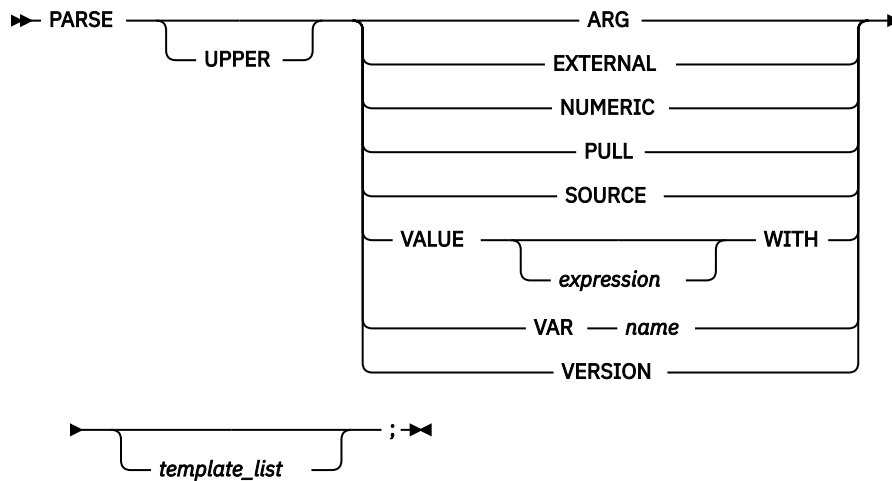 PARSE ARG
UPPER
EXTERNAL
NUMERIC
PULL
SOURCE
VALUE WITH
expression
VAR name
VERSION
;
template_list